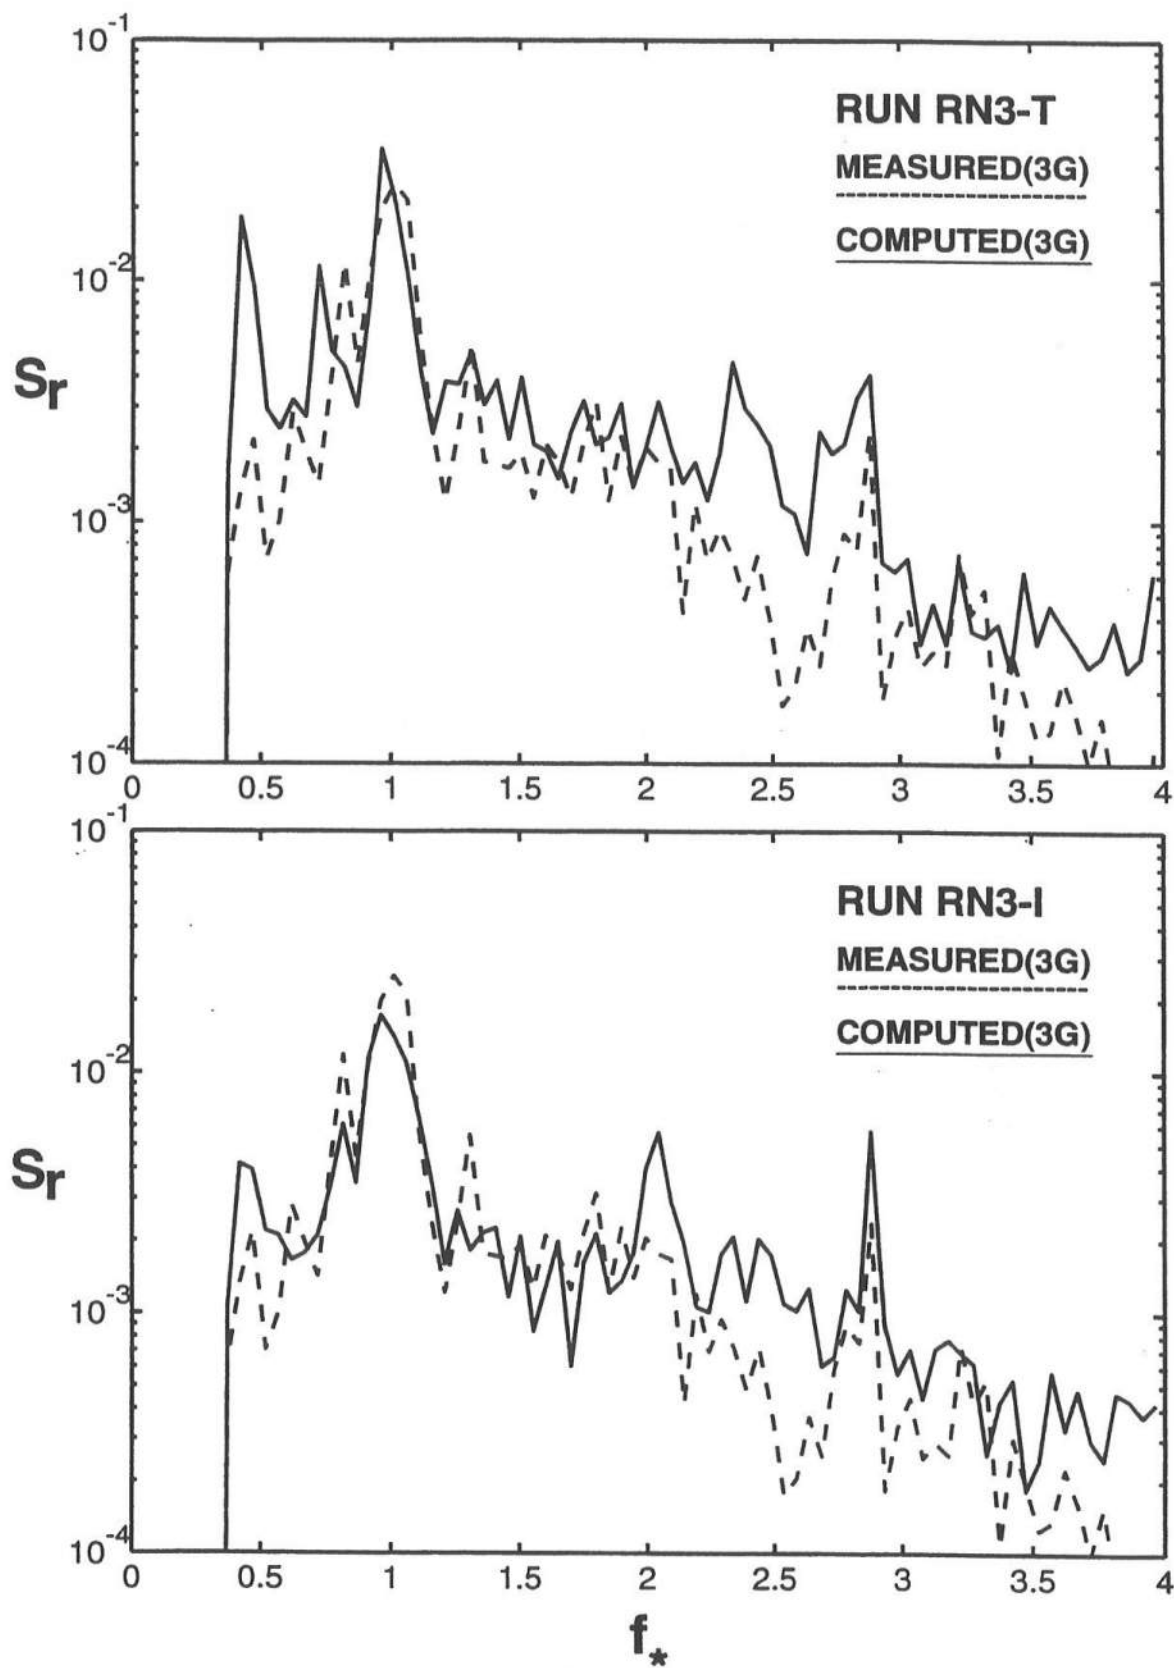 10-1
RUN RN3-T
MEASURED(3G)
COMPUTED(3G)
10-2
Sr
10-3
10-4
0 0.5 1 1.5 2 2.5 3 3.5 4
10-1
RUN RN3-I
MEASURED(3G)
COMPUTED(3G)
10-2
Sr
10-3
10-4
0 0.5 1 1.5 2 2.5 3 3.5 4
f*